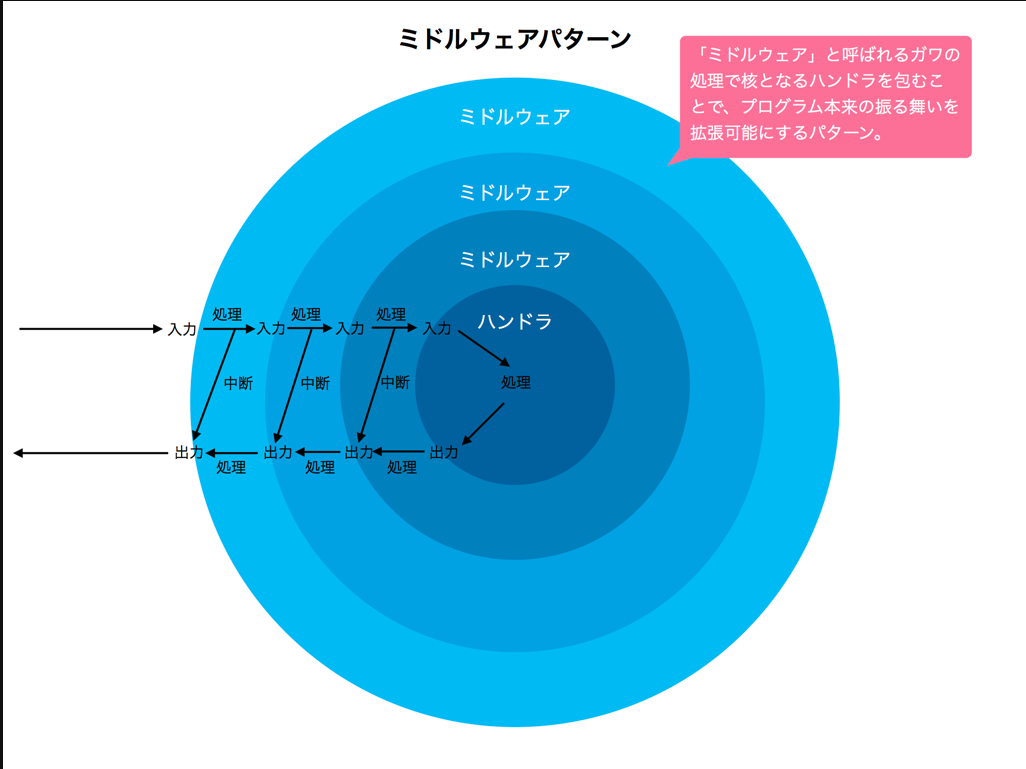 ミドルウェアパターン
「ミドルウェア」と呼ばれるガワの
処理で核となるハンドラを包むこ
とで、プログラム本来の振る舞いを
拡張可能にするパターン。
ミドルウェア
ミドルウェア
ミドルウェア
ハンドラ
処理
処理
処理
入力
入力
入力
入力
中断
中断
中断
処理
出力
出力
出力
出力
処理
処理
処理